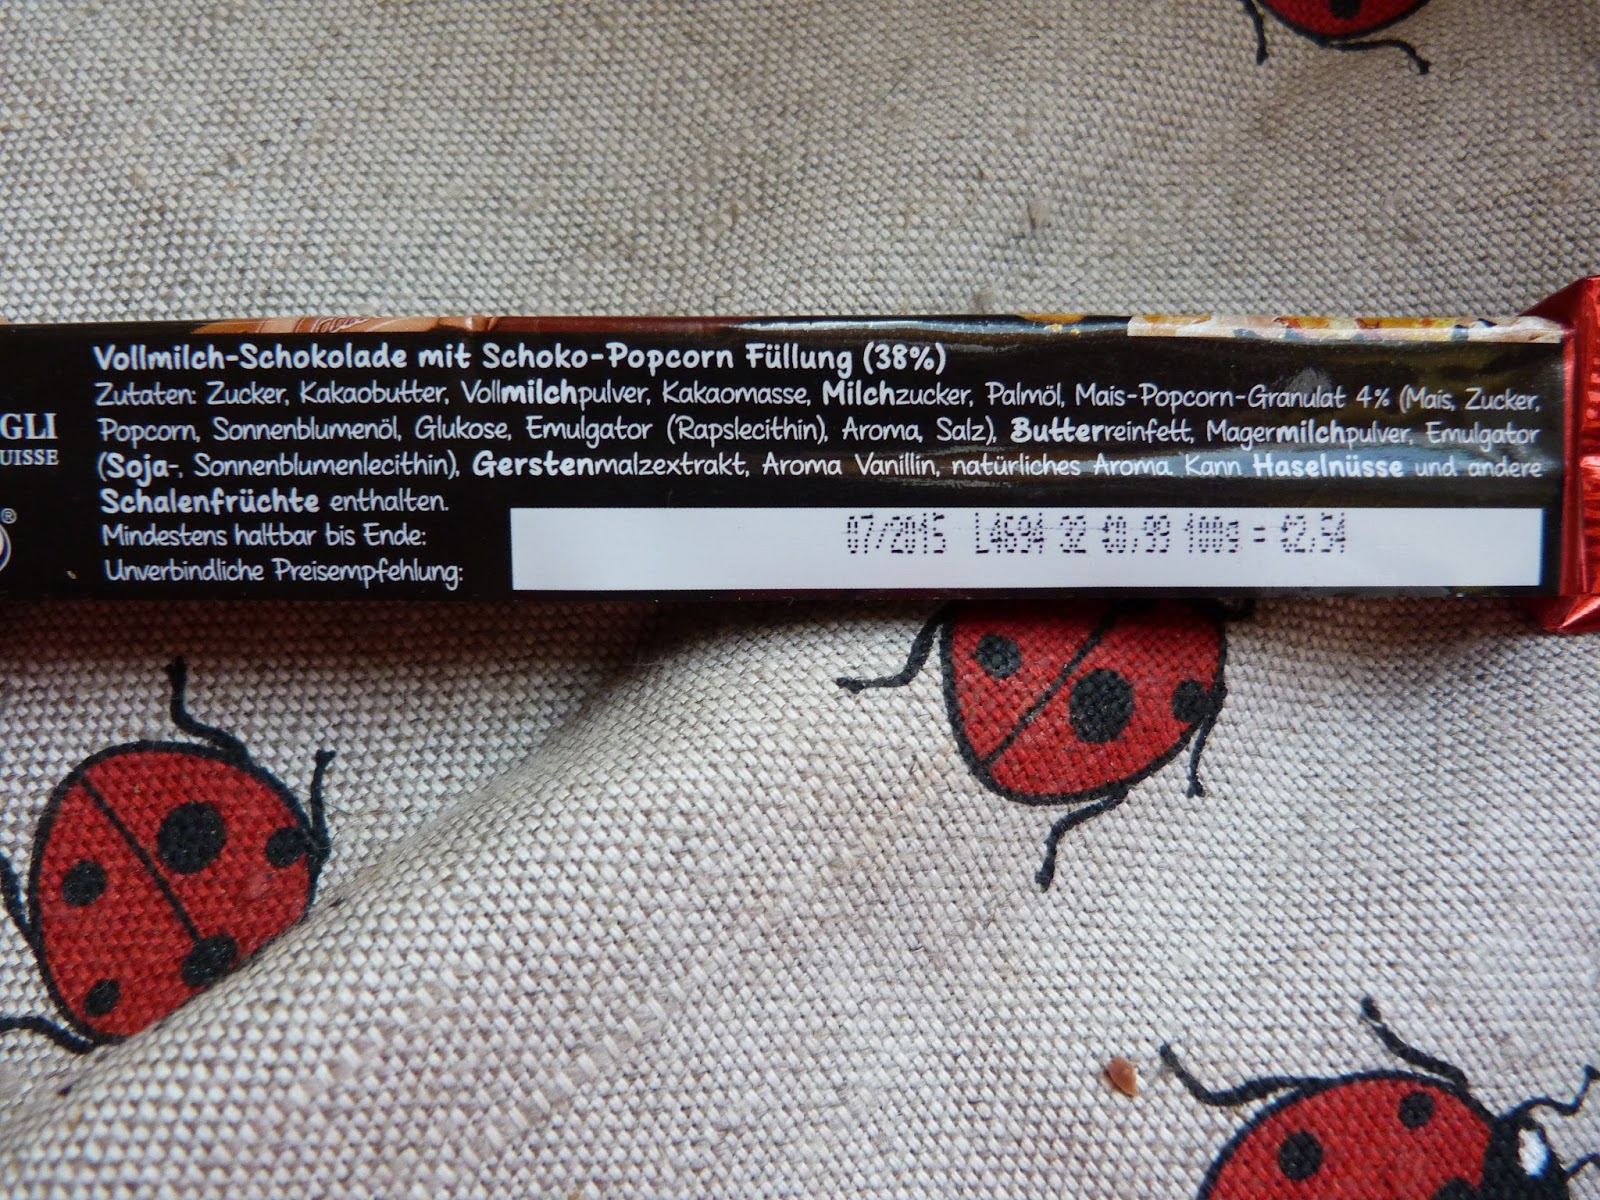 Vollmilch-Schokolade mit Schoko-Popcorn Füllung (38%)
Zutaten: Zucker, Kakaobutter, Vollmilchpulver, Kakaomasse, Milchzucker, Palmöl, Mais-Popcorn-Granulat 4% (Mais, Zucker,
Popcorn, Sonnenblumenöl, Glukose, Emulgator (Rapslecithin), Aroma, Salz), Butterreinfett, Magermilchpulver, Emulgator
(Soja-, Sonnenblumenlecithin), Gerstenmalzextrakt, Aroma Vanillin, natürliches Aroma. Kann Haselnüsse und andere
Schalenfrüchte enthalten.
Mindestens haltbar bis Ende:
Unverbindliche Preisempfehlung:
07/2015 L4694 22 €0,99 100g = €2,54
GLI
UISSE
®